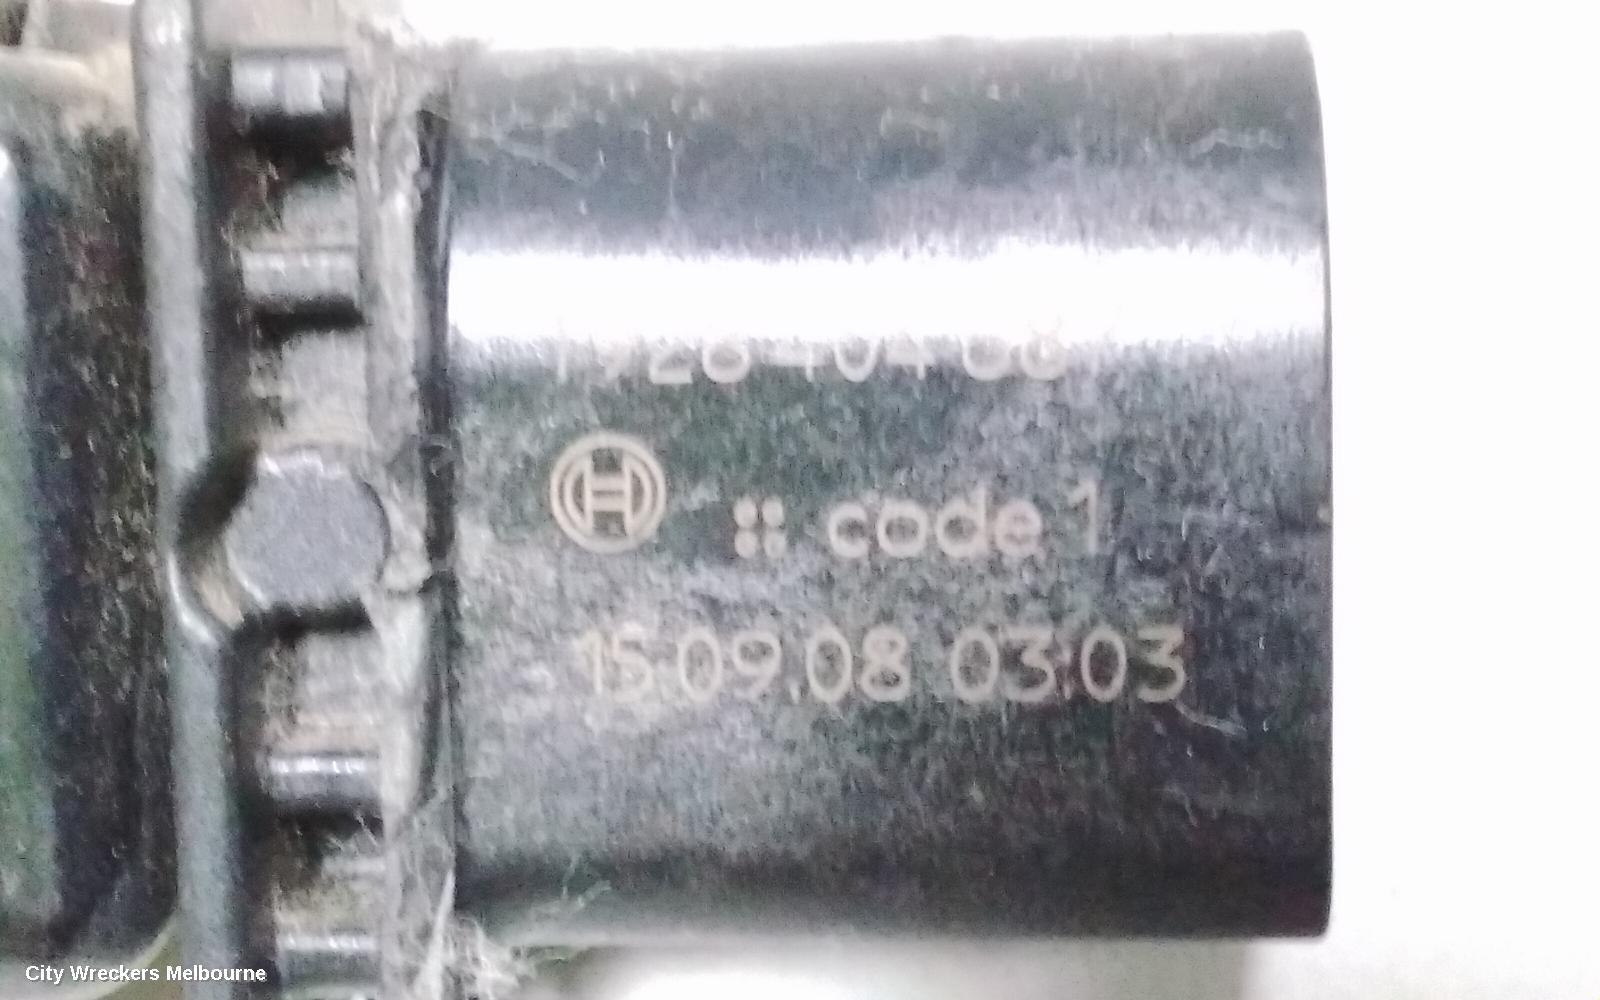 code 1
15.09.08 03:03
City Wreckers Melbourne